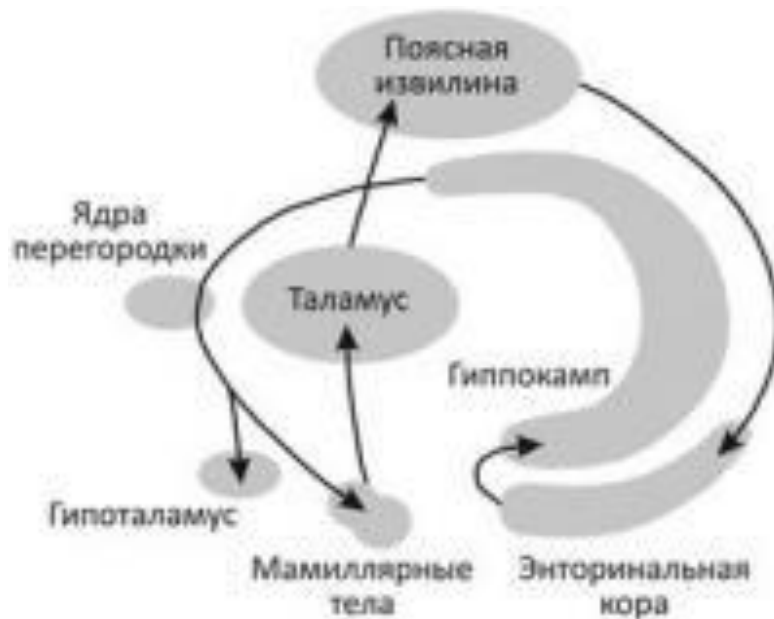 Поясная
извилина
Ядра
перегородки
Таламус
Гиппокамп
Гипоталамус
Мамиллярные
тела
Энторинальная
кора